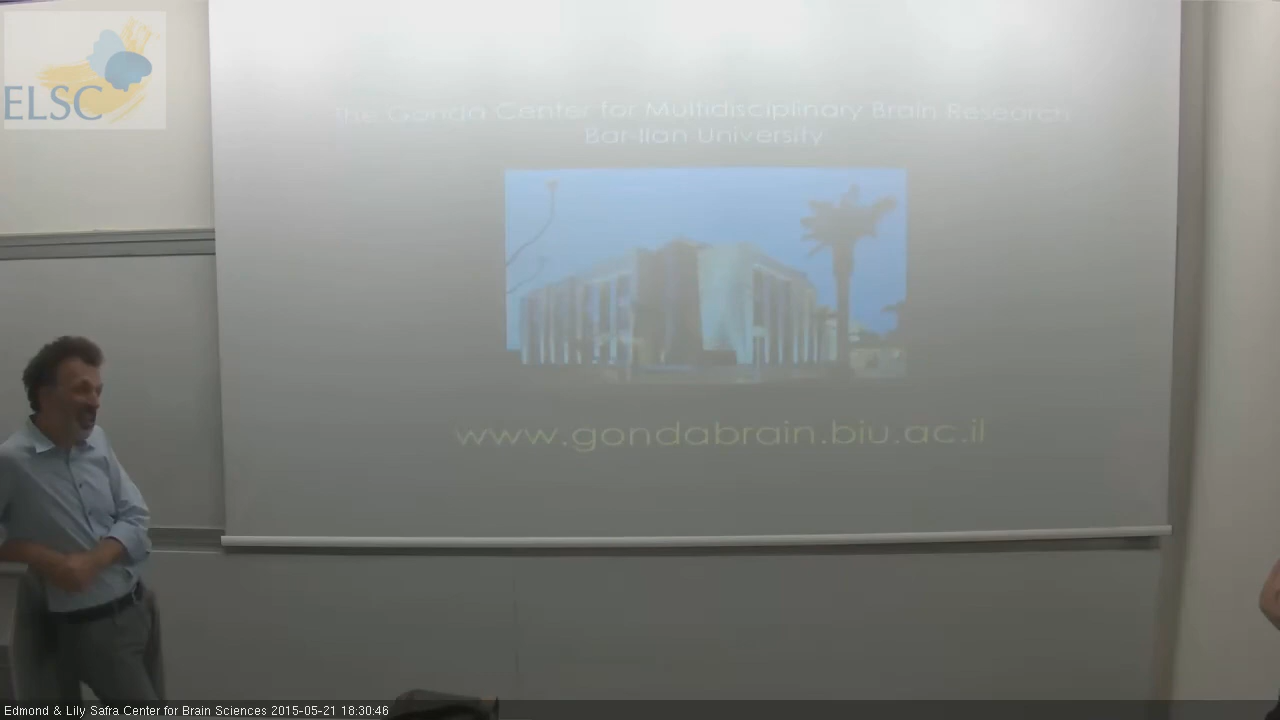 ELSC
The Gonda Center for Multidisciplinary Brain Research
Bar-Ilan University
www.gondabrain.biu.ac.il
Edmond & Lily Safra Center for Brain Sciences 2015-05-21 18:30:46